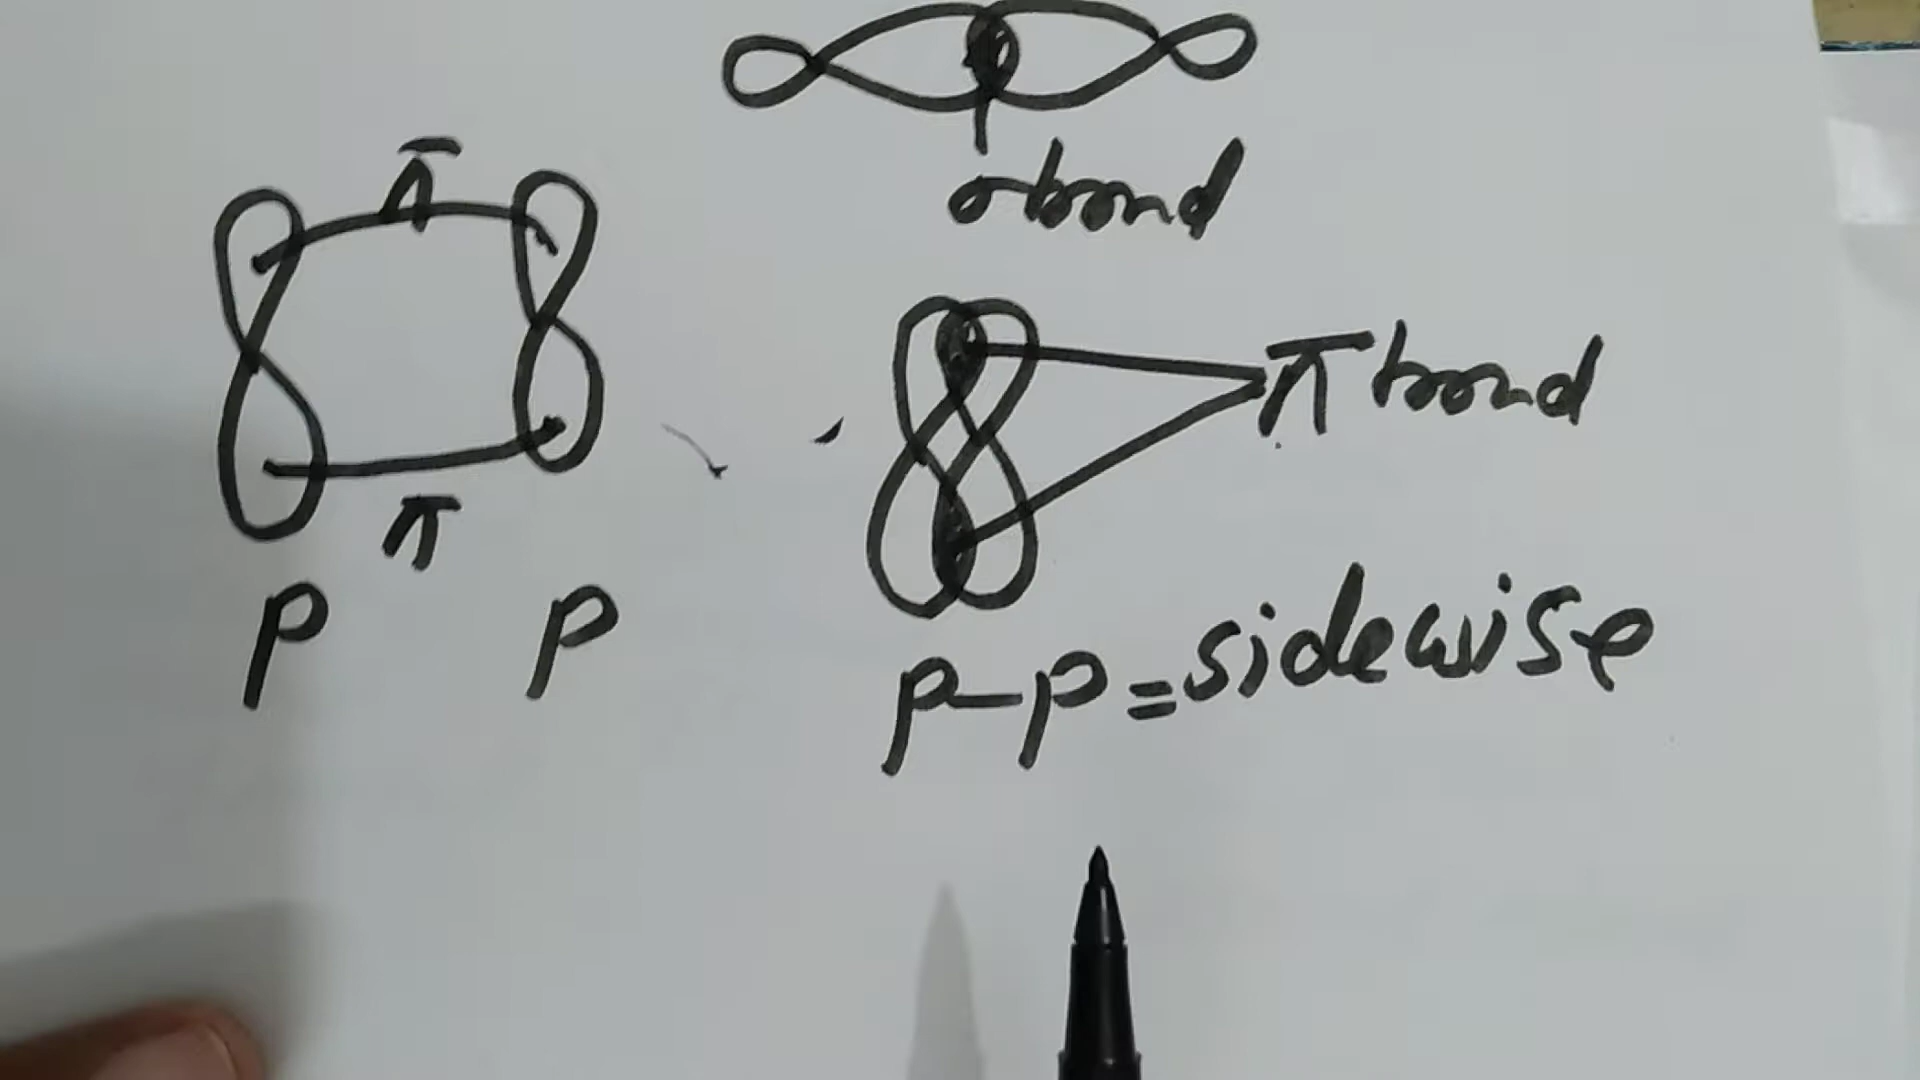 σ bond
π
π bond
π
P P
P-P = sidewise